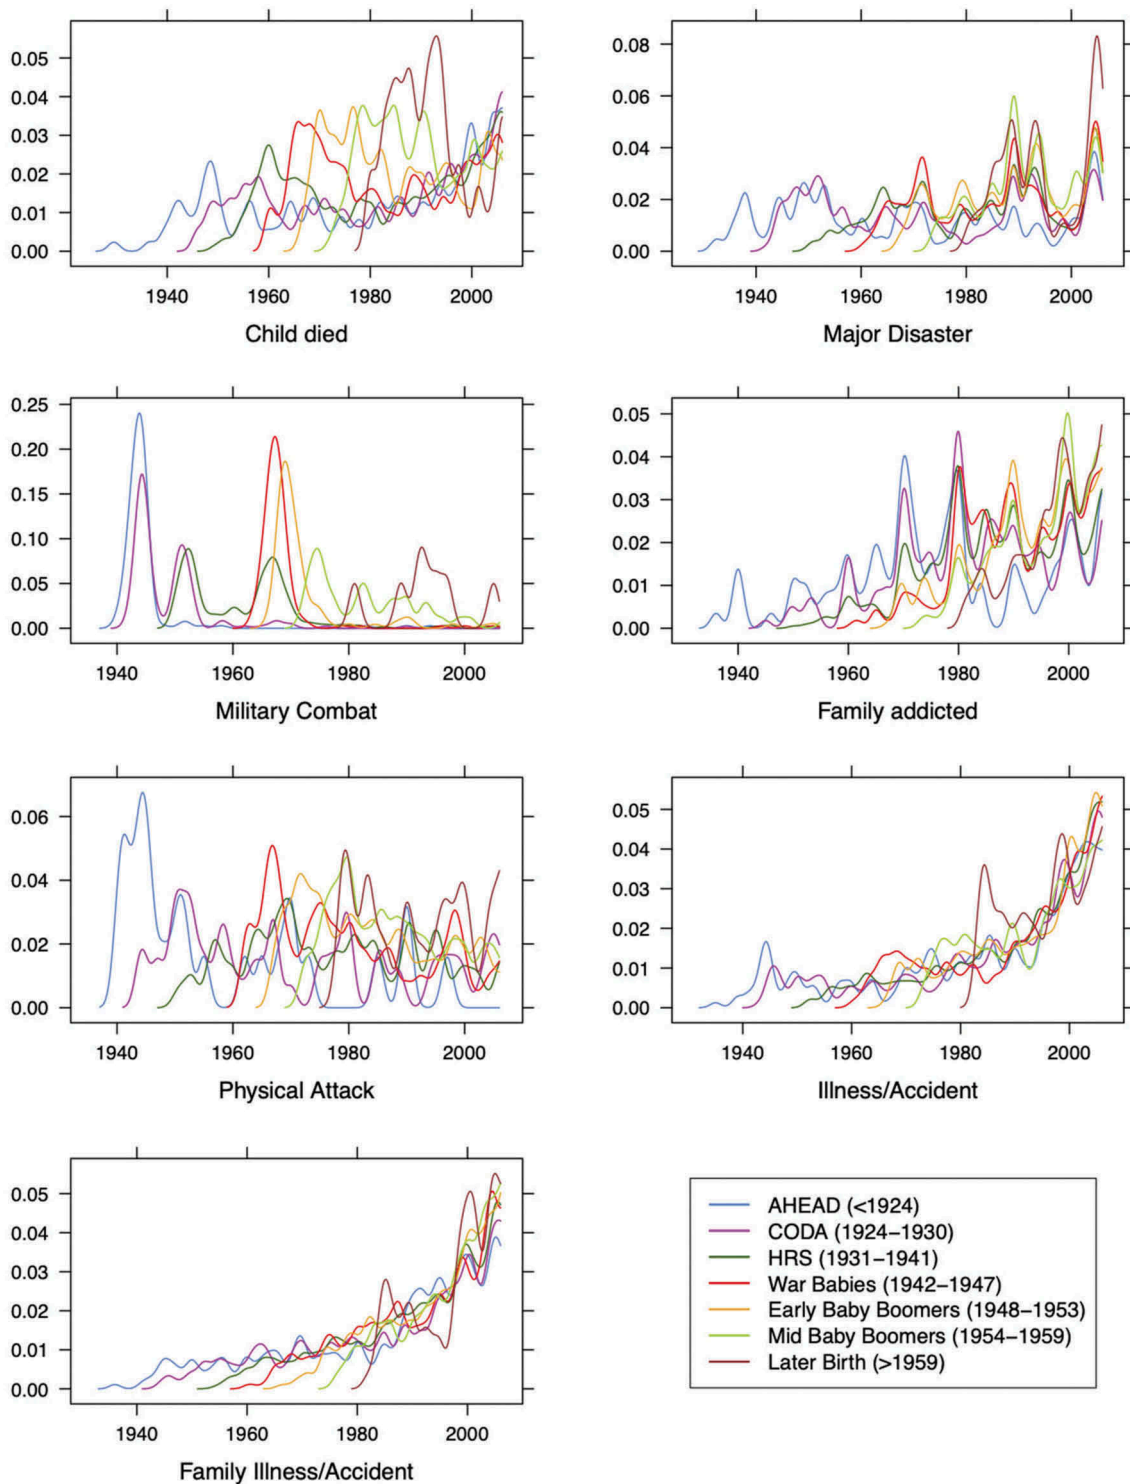 0.05
0.04
0.03
0.02
0.01
0.00
1940 1960 1980 2000
Child died
0.08
0.06
0.04
0.02
0.00
1940 1960 1980 2000
Major Disaster
0.25
0.20
0.15
0.10
0.05
0.00
1940 1960 1980 2000
Military Combat
0.05
0.04
0.03
0.02
0.01
0.00
1940 1960 1980 2000
Family addicted
0.06
0.04
0.02
0.00
1940 1960 1980 2000
Physical Attack
0.05
0.04
0.03
0.02
0.01
0.00
1940 1960 1980 2000
Illness/Accident
0.05
0.04
0.03
0.02
0.01
0.00
1940 1960 1980 2000
Family Illness/Accident
AHEAD (<1924)
CODA (1924–1930)
HRS (1931–1941)
War Babies (1942–1947)
Early Baby Boomers (1948–1953)
Mid Baby Boomers (1954–1959)
Later Birth (>1959)